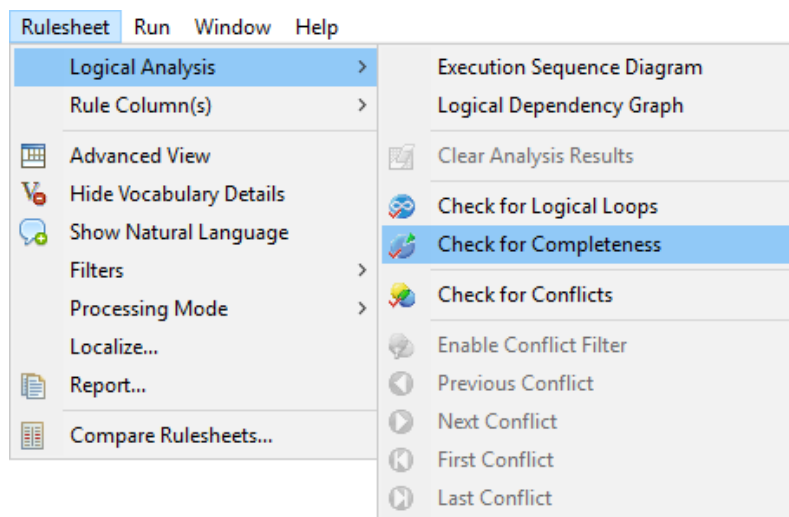 Rulesheet Run Window Help
Logical Analysis
Rule Column(s)
Advanced View
Hide Vocabulary Details
Show Natural Language
Filters
Processing Mode
Localize...
Report...
Compare Rulesheets...
Execution Sequence Diagram
Logical Dependency Graph
Clear Analysis Results
Check for Logical Loops
Check for Completeness
Check for Conflicts
Enable Conflict Filter
Previous Conflict
Next Conflict
First Conflict
Last Conflict